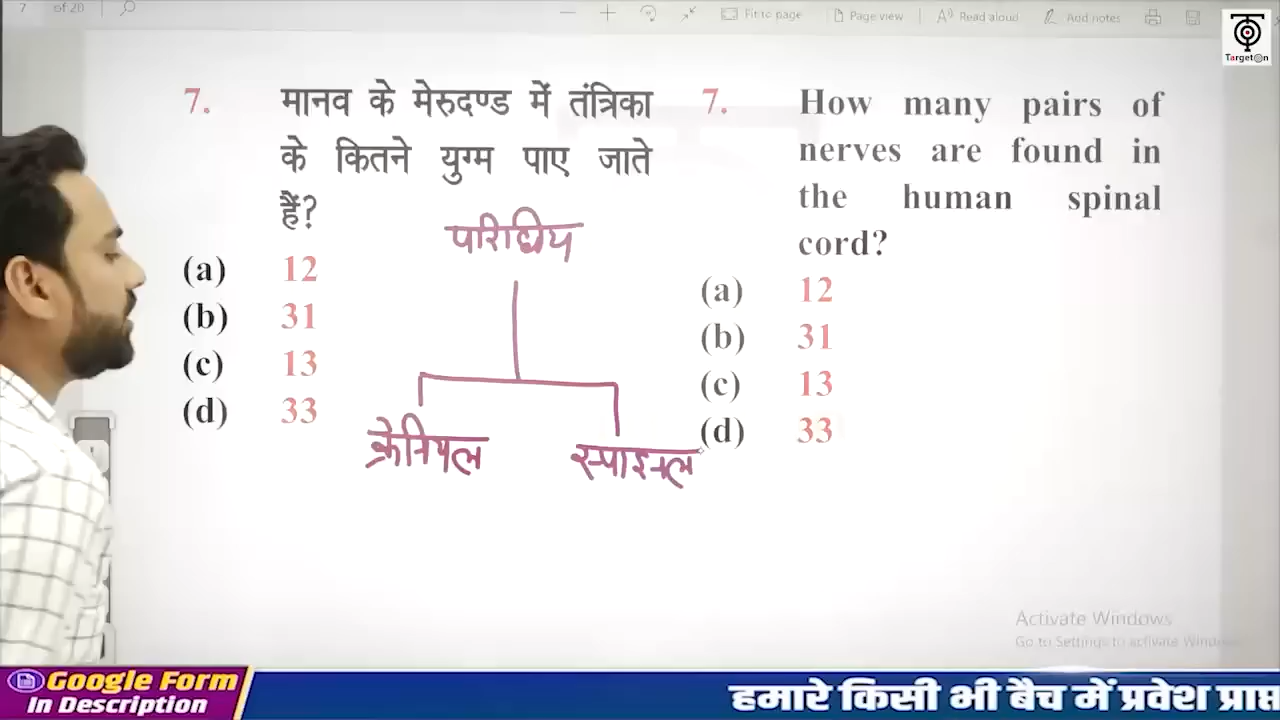 7 of 20
Fit to page
Page view
Read aloud
Add notes
TargetOn
7. मानव के मेरुदण्ड में तंत्रिका
के कितने युग्म पाए जाते
हैं?
(a) 12
(b) 31
(c) 13
(d) 33
7. How many pairs of
nerves are found in
the human spinal
cord?
(a) 12
(b) 31
(c) 13
(d) 33
परिधीय
क्रेनियल
स्पाइनल
Activate Windows
Go to Settings to activate Windows
Google Form
In Description
हमारे किसी भी बैच में प्रवेश प्राप्त